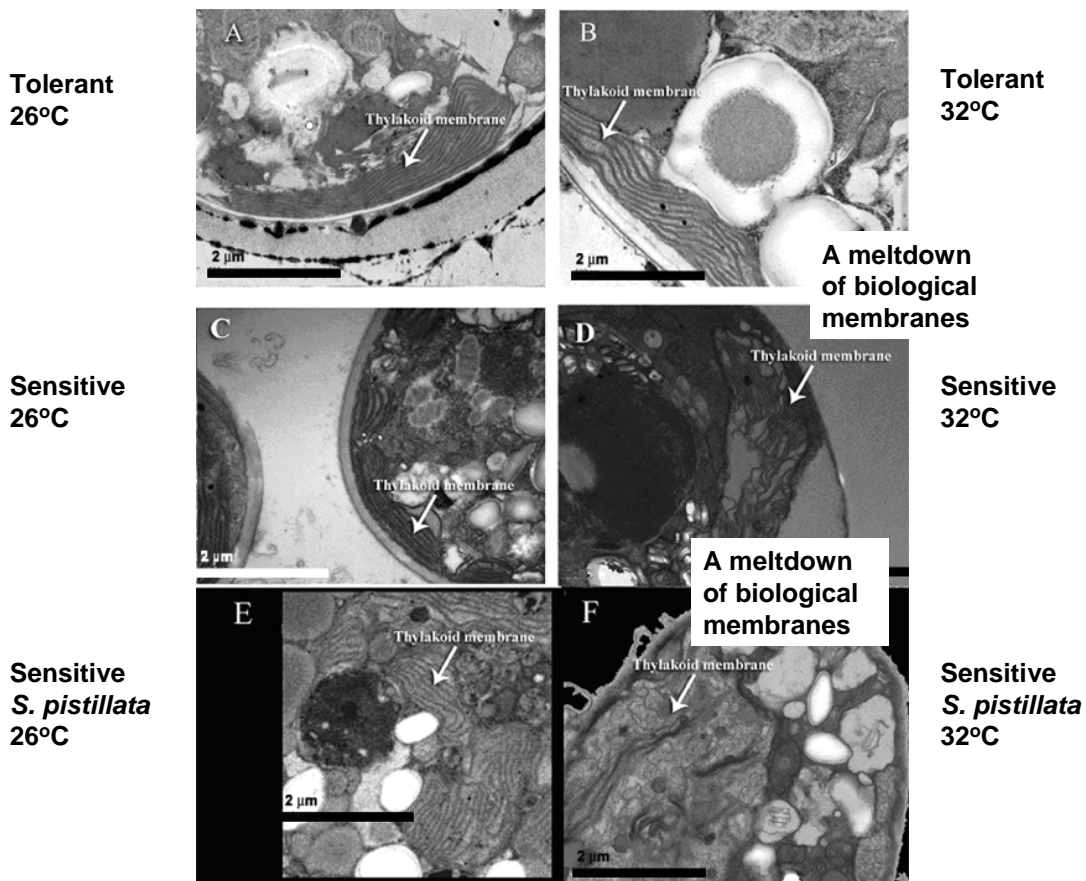 Tolerant
26°C
A
Thylakoid membrane
2 μm
B
Thylakoid membrane
2 μm
Tolerant
32°C
A meltdown
of biological
membranes
Sensitive
26°C
C
Thylakoid membrane
2 μm
D
Thylakoid membrane
Sensitive
32°C
A meltdown
of biological
membranes
Sensitive
S. pistillata
26°C
E
Thylakoid membrane
2 μm
F
Thylakoid membrane
2 μm
Sensitive
S. pistillata
32°C